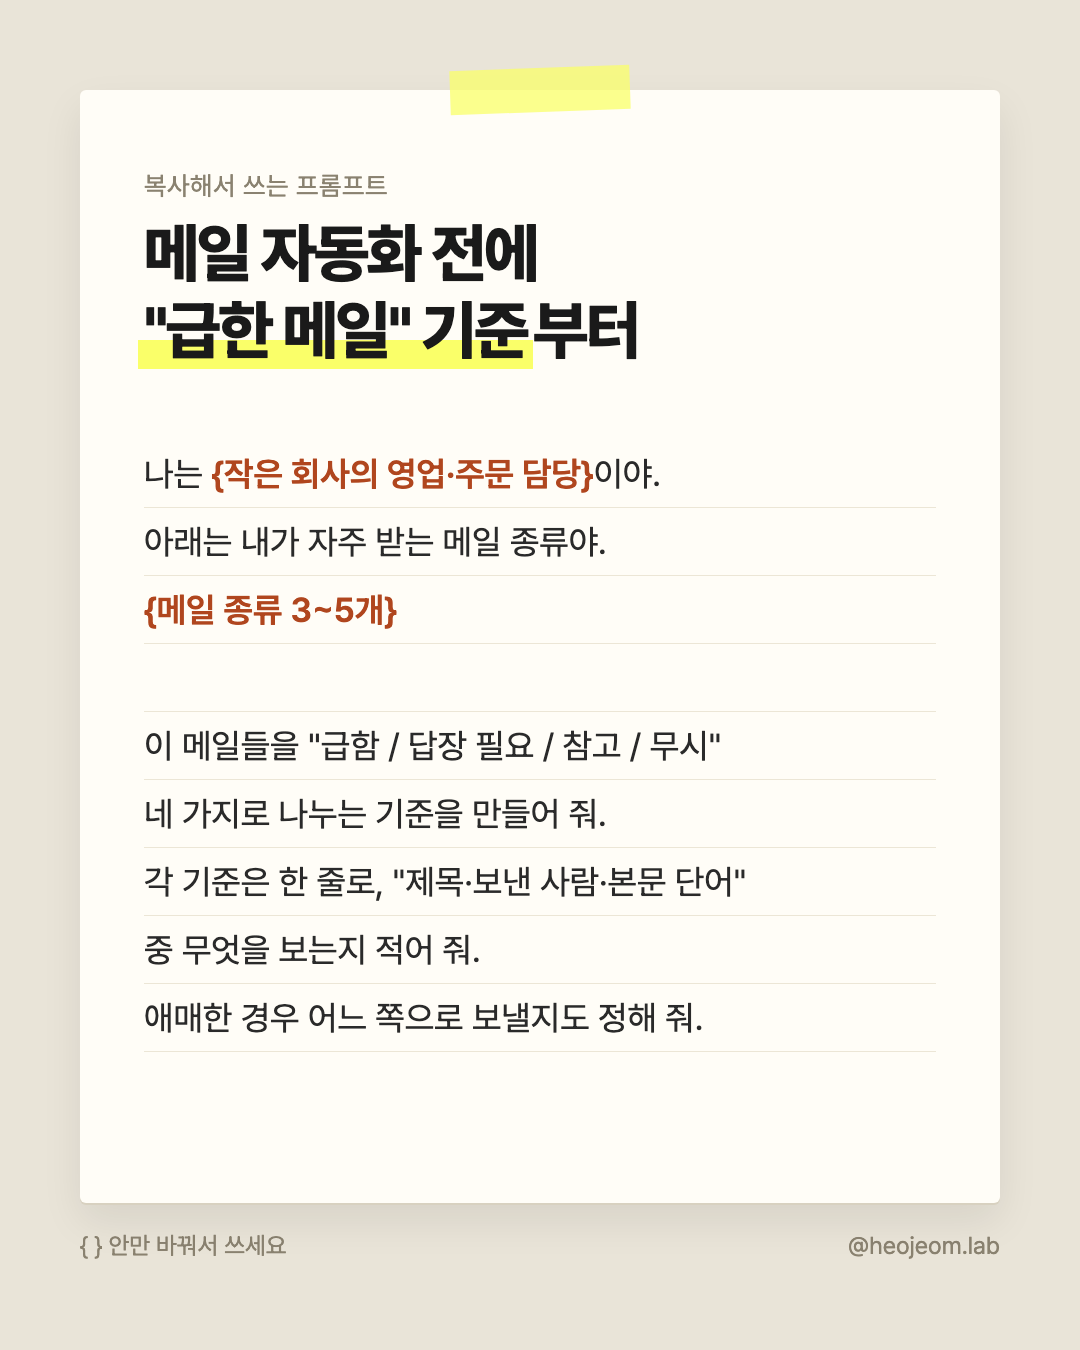 복사해서 쓰는 프롬프트
메일 자동화 전에
"급한 메일" 기준부터
나는 {작은 회사의 영업·주문 담당}이야.
아래는 내가 자주 받는 메일 종류야.
{메일 종류 3~5개}
이 메일들을 "급함 / 답장 필요 / 참고 / 무시"
네 가지로 나누는 기준을 만들어 줘.
각 기준은 한 줄로, "제목·보낸 사람·본문 단어"
중 무엇을 보는지 적어 줘.
애매한 경우 어느 쪽으로 보낼지도 정해 줘.
{ } 안만 바꿔서 쓰세요
@heojeom.lab